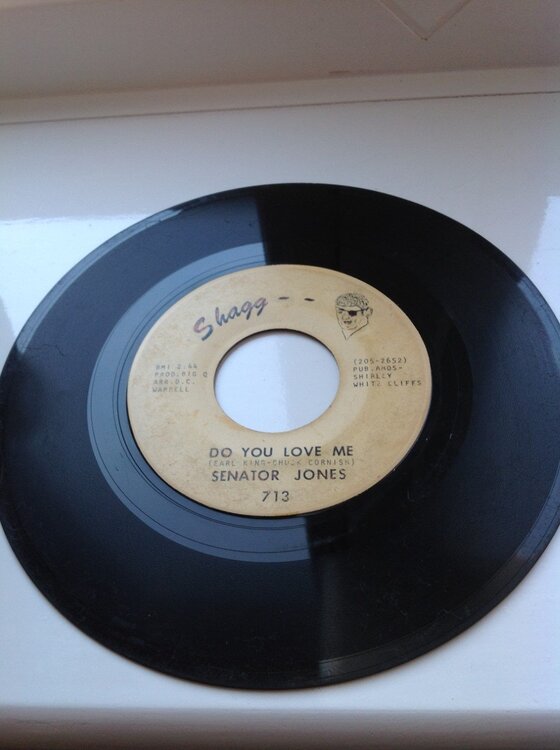 Shagg - -
BMI 2:44
PROD.BIG Q
ARR.D.C.
WARRELL
(205-2652)
PUB.AMOS-
SHIRLEY
WHITE CLIFFS
DO YOU LOVE ME
(EARL KING-CHUCK CORNISH)
SENATOR JONES
713